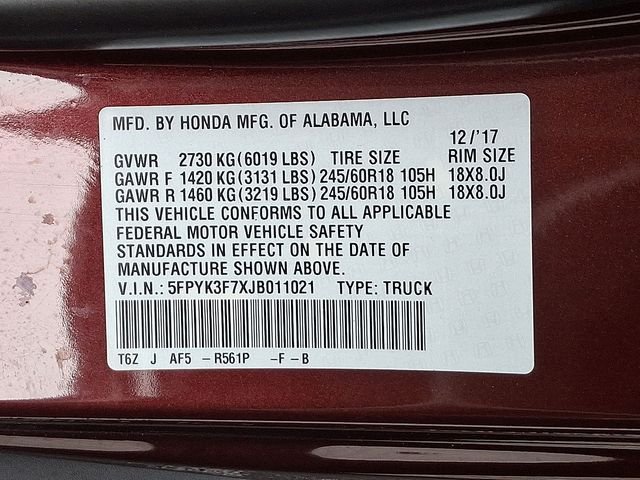 MFD. BY HONDA MFG. OF ALABAMA, LLC
12/'17
GVWR 2730 KG(6019 LBS) TIRE SIZE RIM SIZE
GAWR F 1420 KG(3131 LBS) 245/60R18 105H 18X8.0J
GAWR R 1460 KG(3219 LBS) 245/60R18 105H 18X8.0J
THIS VEHICLE CONFORMS TO ALL APPLICABLE
FEDERAL MOTOR VEHICLE SAFETY
STANDARDS IN EFFECT ON THE DATE OF
MANUFACTURE SHOWN ABOVE.
V.I.N.: 5FPYK3F7XJB011021 TYPE: TRUCK
T6Z J AF5 -R561P -F-B